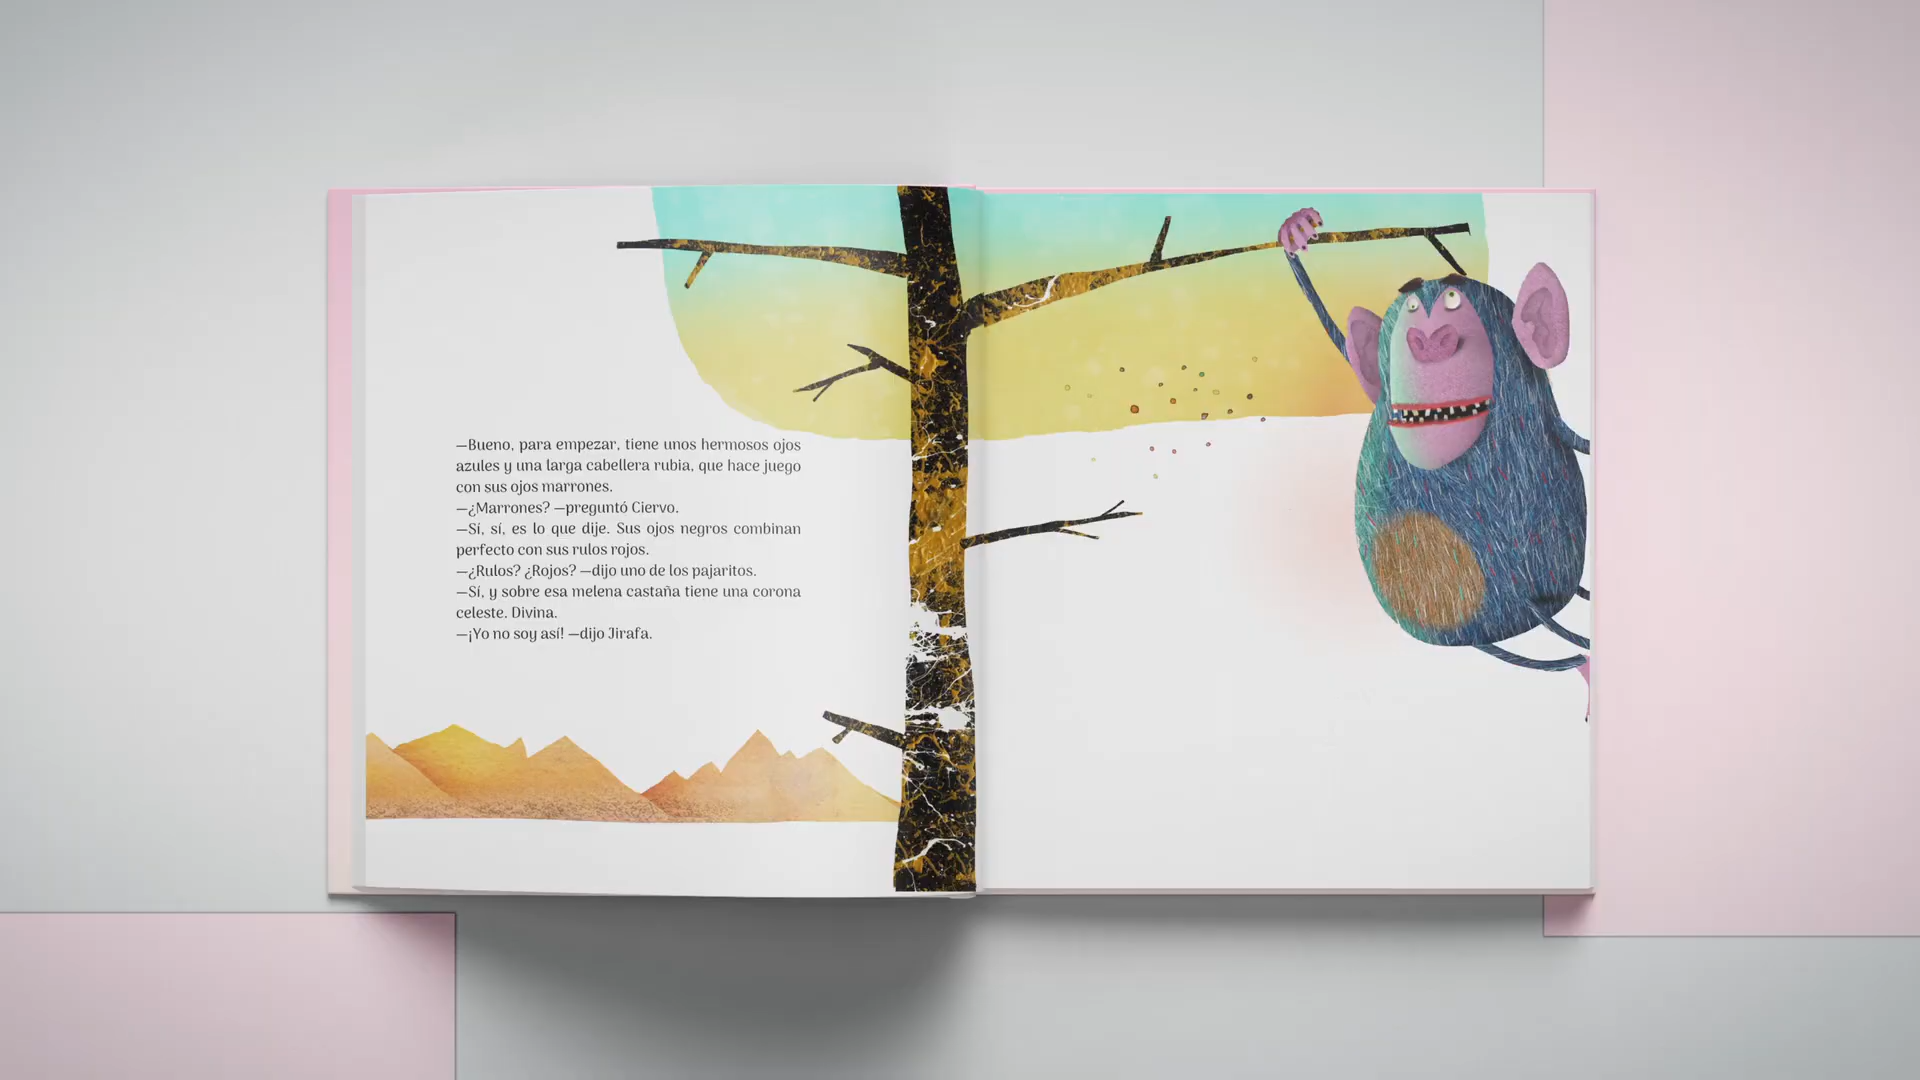 —Bueno, para empezar, tiene unos hermosos ojos
azules y una larga cabellera rubia, que hace juego
con sus ojos marrones.
—¿Marrones? —preguntó Ciervo.
—Sí, sí, es lo que dije. Sus ojos negros combinan
perfecto con sus rulos rojos.
—¿Rulos? ¿Rojos? —dijo uno de los pajaritos.
—Sí, y sobre esa melena castaña tiene una corona
celeste. Divina.
—¡Yo no soy así! —dijo Jirafa.